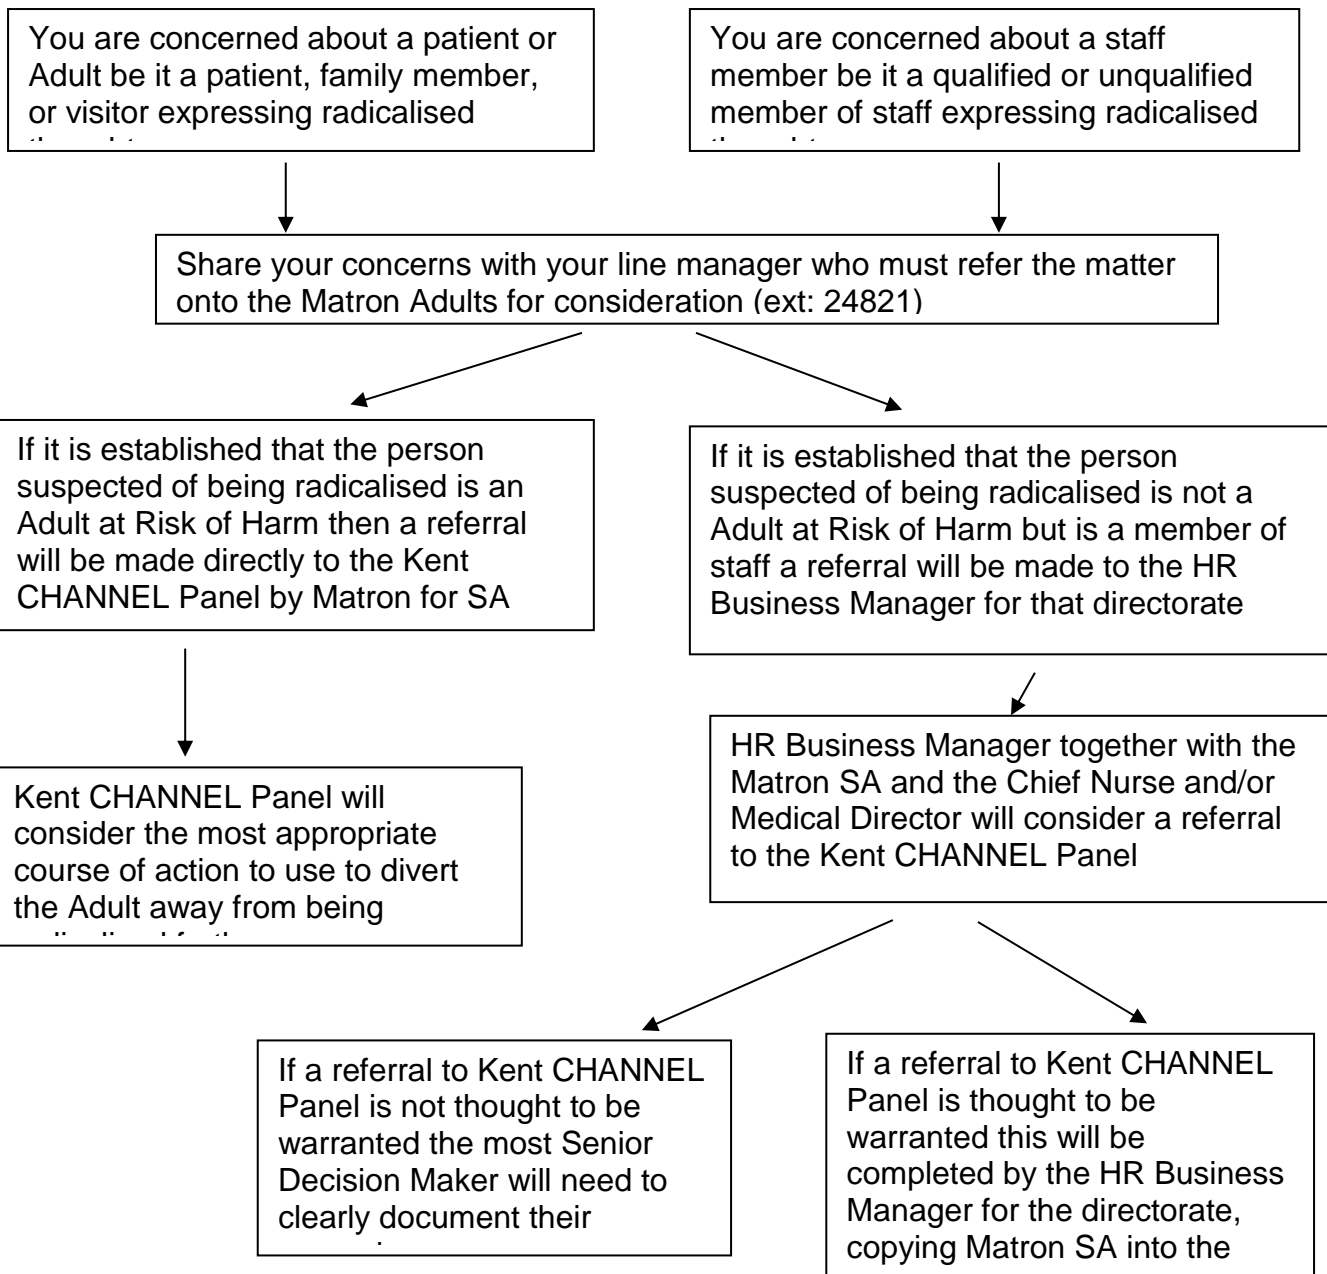 You are concerned about a patient or
Adult be it a patient, family member,
or visitor expressing radicalised
You are concerned about a staff
member be it a qualified or unqualified
member of staff expressing radicalised
Share your concerns with your line manager who must refer the matter
onto the Matron Adults for consideration (ext: 24821)
If it is established that the person
suspected of being radicalised is an
Adult at Risk of Harm then a referral
will be made directly to the Kent
CHANNEL Panel by Matron for SA
If it is established that the person
suspected of being radicalised is not a
Adult at Risk of Harm but is a member of
staff a referral will be made to the HR
Business Manager for that directorate
Kent CHANNEL Panel will
consider the most appropriate
course of action to use to divert
the Adult away from being
HR Business Manager together with the
Matron SA and the Chief Nurse and/or
Medical Director will consider a referral
to the Kent CHANNEL Panel
If a referral to Kent CHANNEL
Panel is not thought to be
warranted the most Senior
Decision Maker will need to
clearly document their
If a referral to Kent CHANNEL
Panel is thought to be
warranted this will be
completed by the HR Business
Manager for the directorate,
copying Matron SA into the